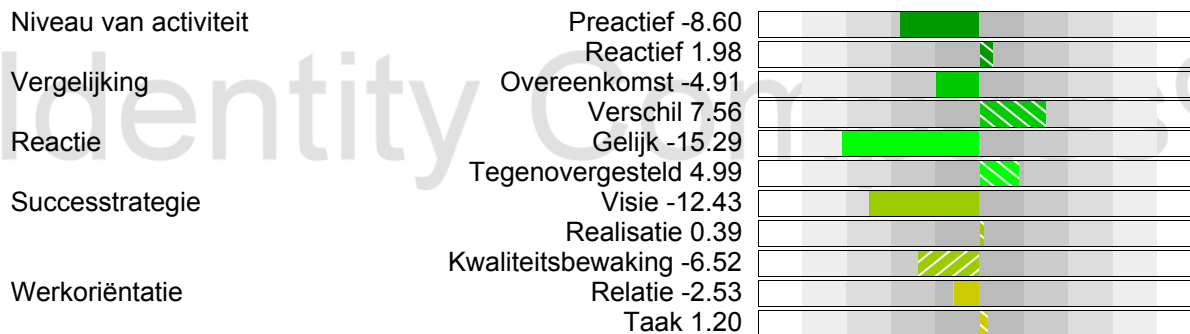 Niveau van activiteit Preactief -8.60
Reactief 1.98
Vergelijking Overeenkomst -4.91
Verschil 7.56
Reactie Gelijk -15.29
Tegenovergesteld 4.99
Successtrategie Visie -12.43
Realisatie 0.39
Kwaliteitsbewaking -6.52
Werkoriëntatie Relatie -2.53
Taak 1.20
Identity